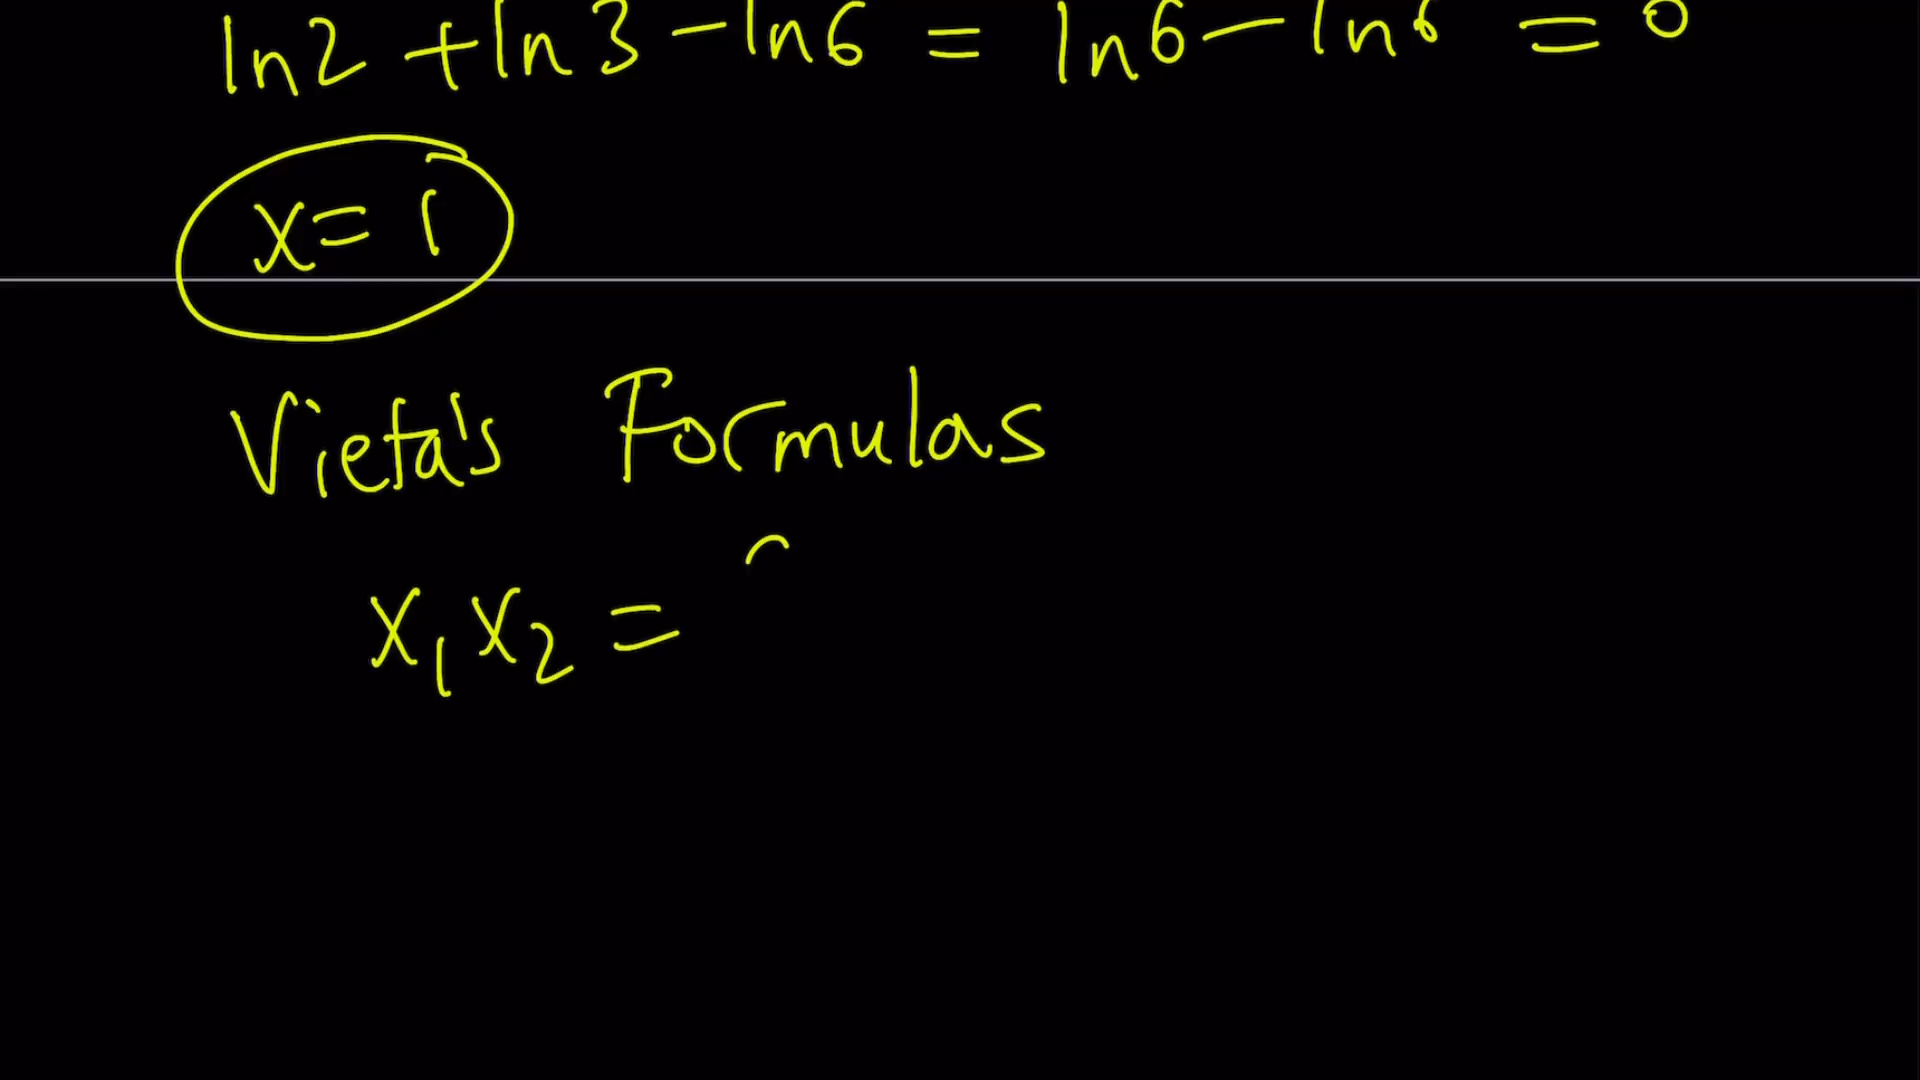 ln2 + ln3 - ln6 = ln6 - ln6 = 0
x = 1
Vieta's Formulas
x₁x₂ =